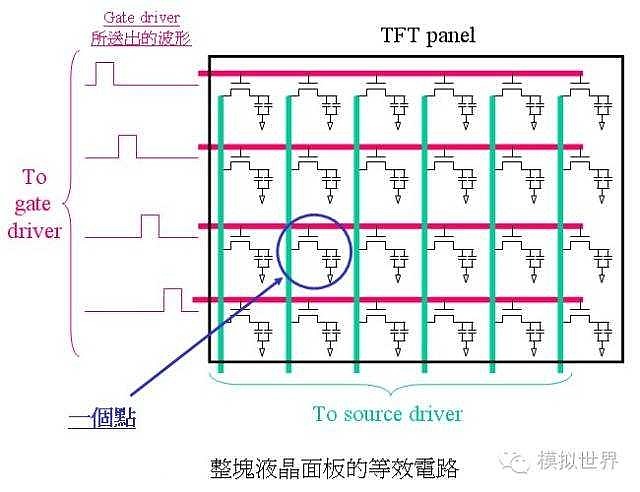 Gate driver
所送出的波形
TFT panel
To
gate
driver
一個點
To source driver
整塊液晶面板的等效電路
模拟世界